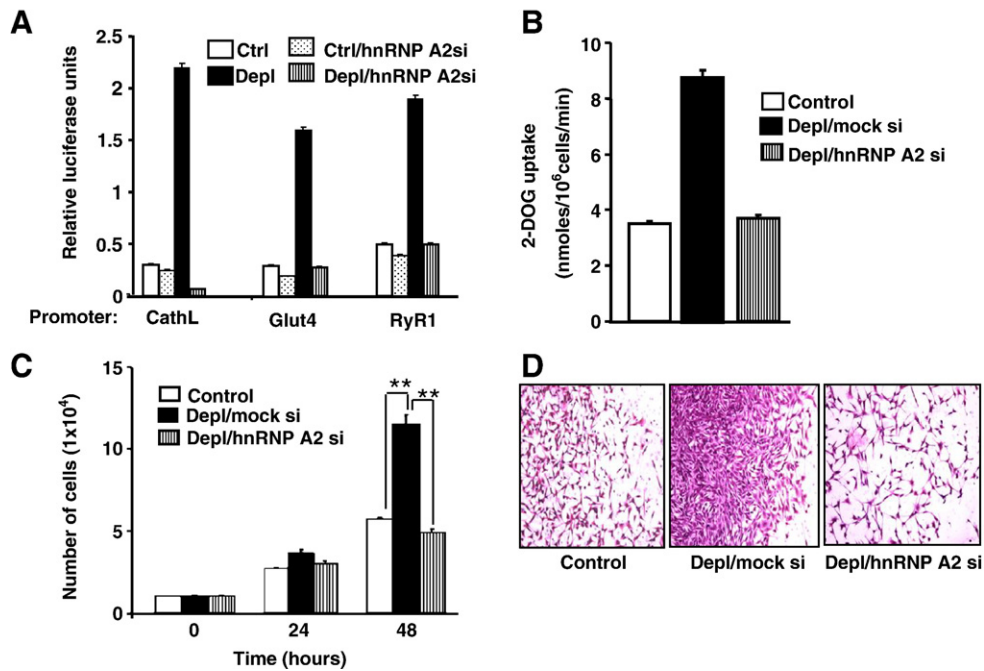 A
2.5
2
1.5
1
0.5
0
Relative luciferase units
Ctrl
Ctrl/hnRNP A2si
Depl
Depl/hnRNP A2si
Promoter:
CathL
Glut4
RyR1
B
10
8
6
4
2
0
2-DOG uptake
(nmoles/10⁶cells/min)
Control
Depl/mock si
Depl/hnRNP A2 si
C
15
10
5
0
Number of cells (1x10⁴)
Control
Depl/mock si
Depl/hnRNP A2 si
**
**
0
24
48
Time (hours)
D
Control
Depl/mock si
Depl/hnRNP A2 si